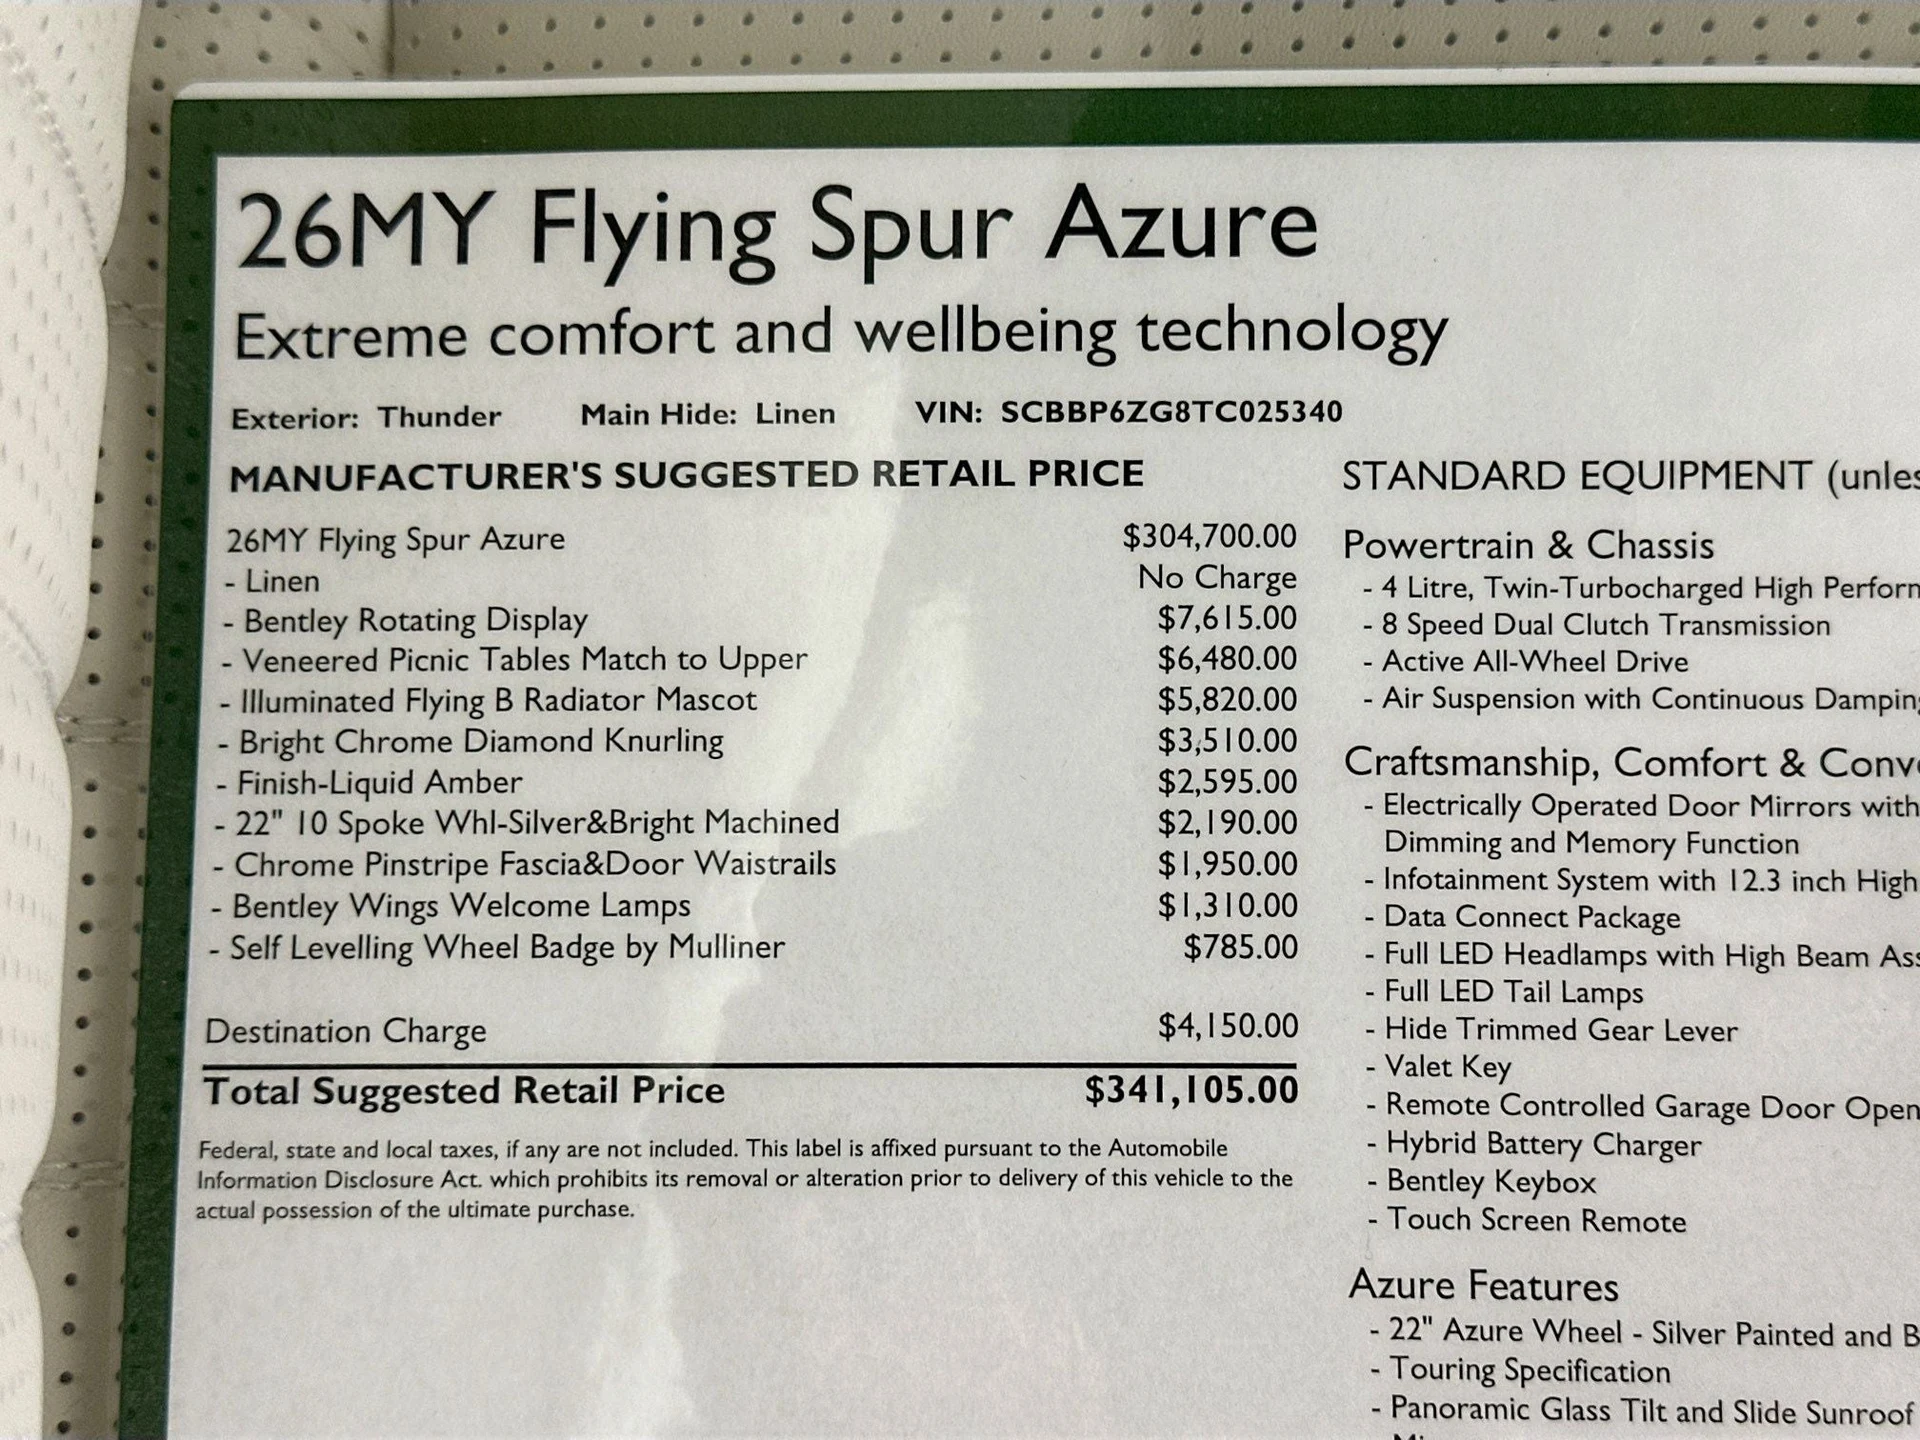 26MY Flying Spur Azure
Extreme comfort and wellbeing technology
Exterior: Thunder Main Hide: Linen VIN: SCBBP6ZG8TC025340
MANUFACTURER'S SUGGESTED RETAIL PRICE
26MY Flying Spur Azure $304,700.00
- Linen No Charge
- Bentley Rotating Display $7,615.00
- Veneered Picnic Tables Match to Upper $6,480.00
- Illuminated Flying B Radiator Mascot $5,820.00
- Bright Chrome Diamond Knurling $3,510.00
- Finish-Liquid Amber $2,595.00
- 22" 10 Spoke Whl-Silver&Bright Machined $2,190.00
- Chrome Pinstripe Fascia&Door Waistrails $1,950.00
- Bentley Wings Welcome Lamps $1,310.00
- Self Levelling Wheel Badge by Mulliner $785.00
Destination Charge $4,150.00
Total Suggested Retail Price $341,105.00
Federal, state and local taxes, if any are not included. This label is affixed pursuant to the Automobile
Information Disclosure Act. which prohibits its removal or alteration prior to delivery of this vehicle to the
actual possession of the ultimate purchase.
STANDARD EQUIPMENT (unles
Powertrain & Chassis
- 4 Litre, Twin-Turbocharged High Perform
- 8 Speed Dual Clutch Transmission
- Active All-Wheel Drive
- Air Suspension with Continuous Damping
Craftsmanship, Comfort & Conve
- Electrically Operated Door Mirrors with
Dimming and Memory Function
- Infotainment System with 12.3 inch High
- Data Connect Package
- Full LED Headlamps with High Beam Ass
- Full LED Tail Lamps
- Hide Trimmed Gear Lever
- Valet Key
- Remote Controlled Garage Door Open
- Hybrid Battery Charger
- Bentley Keybox
- Touch Screen Remote
Azure Features
- 22" Azure Wheel - Silver Painted and B
- Touring Specification
- Panoramic Glass Tilt and Slide Sunroof